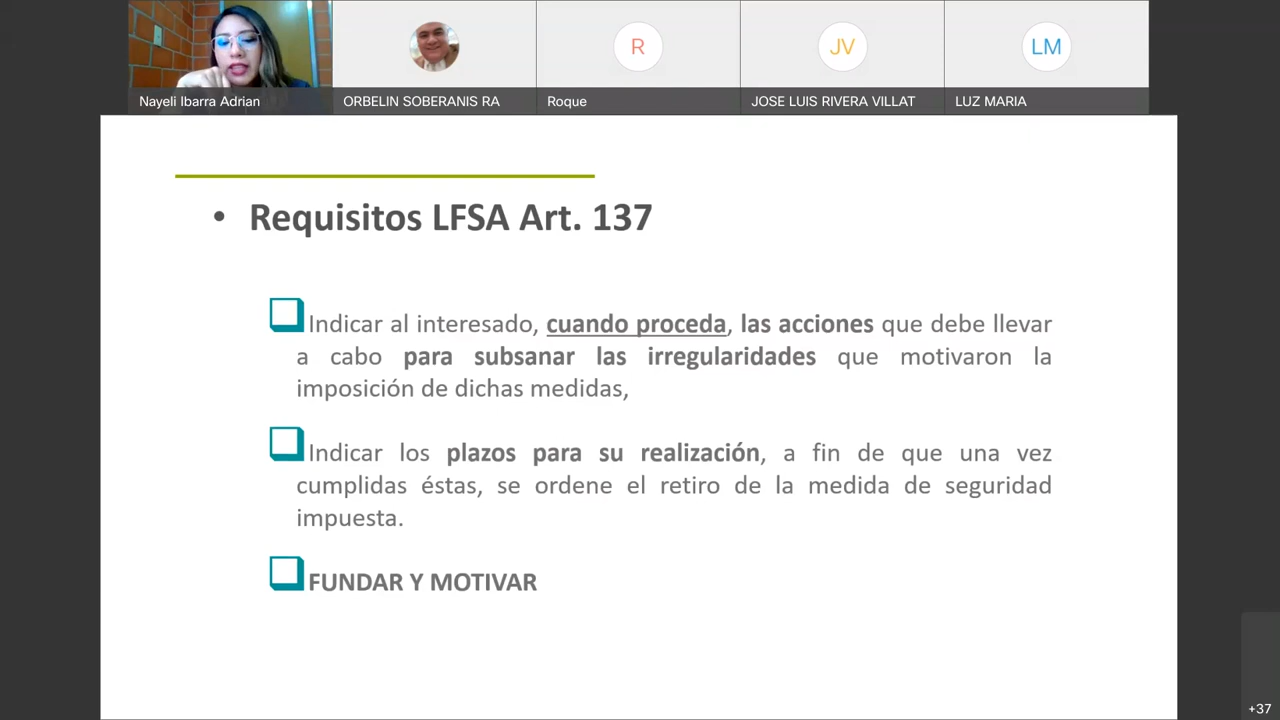 Nayeli Ibarra Adrian
ORBELIN SOBERANIS RA
R
Roque
JV
JOSE LUIS RIVERA VILLAT
LM
LUZ MARIA
• Requisitos LFSA Art. 137
Indicar al interesado, cuando proceda, las acciones que debe llevar
a cabo para subsanar las irregularidades que motivaron la
imposición de dichas medidas,
Indicar los plazos para su realización, a fin de que una vez
cumplidas éstas, se ordene el retiro de la medida de seguridad
impuesta.
FUNDAR Y MOTIVAR
+37